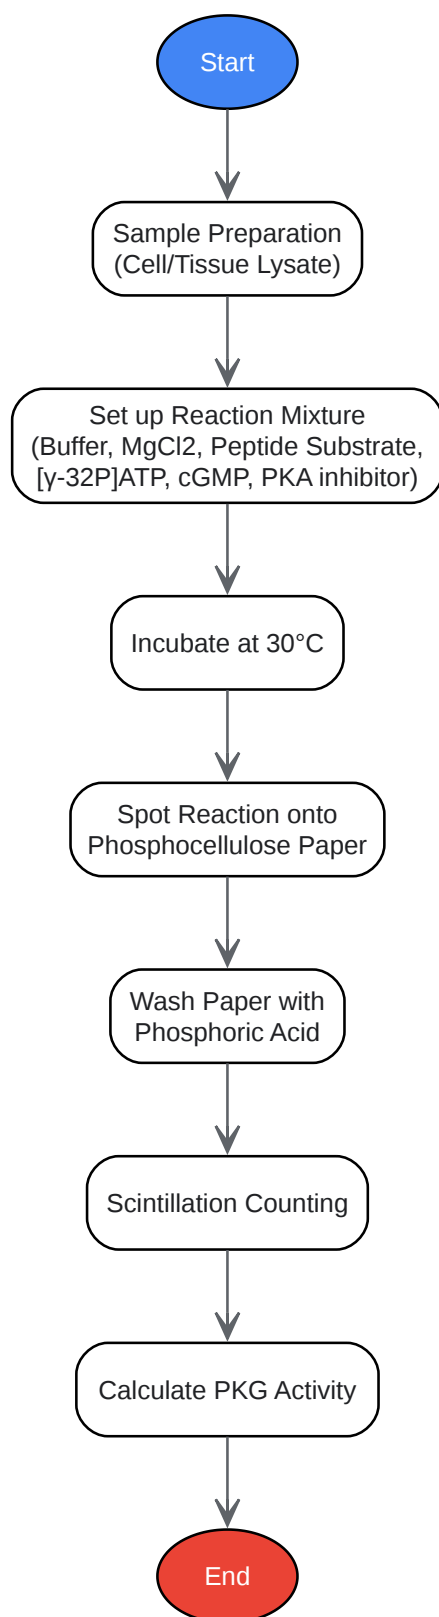 Start
Sample Preparation
(Cell/Tissue Lysate)
Set up Reaction Mixture
(Buffer, MgCl2, Peptide Substrate,
[γ-32P]ATP, cGMP, PKA inhibitor)
Incubate at 30°C
Spot Reaction onto
Phosphocellulose Paper
Wash Paper with
Phosphoric Acid
Scintillation Counting
Calculate PKG Activity
End